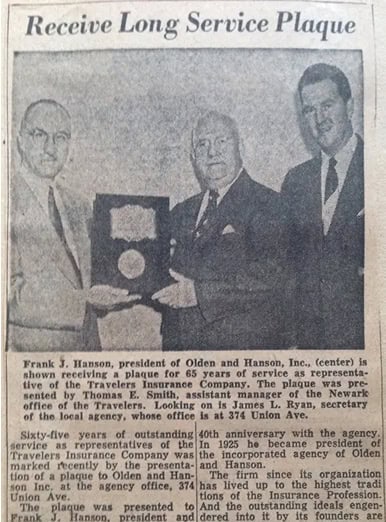 Receive Long Service Plaque
Frank J. Hanson, president of Olden and Hanson, Inc., (center) is
shown receiving a plaque for 65 years of service as representa-
tive of the Travelers Insurance Company. The plaque was pre-
sented by Thomas E. Smith, assistant manager of the Newark
office of the Travelers. Looking on is James L. Ryan, secretary
of the local agency, whose office is at 374 Union Ave.
Sixty-five years of outstanding
service as representatives of the
Travelers Insurance Company was
marked recently by the presenta-
tion of a plaque to Olden and Han-
son Inc. at the agency office, 374
Union Ave.
The plaque was presented to
Frank J. Hanson, president and
40th anniversary with the agency.
In 1925 he became president of
the incorporated agency of Olden
and Hanson.
The firm since its organization
has lived up to the highest tradi
tions of the Insurance Profession.
And the outstanding ideals engen
dered into it by its founders are